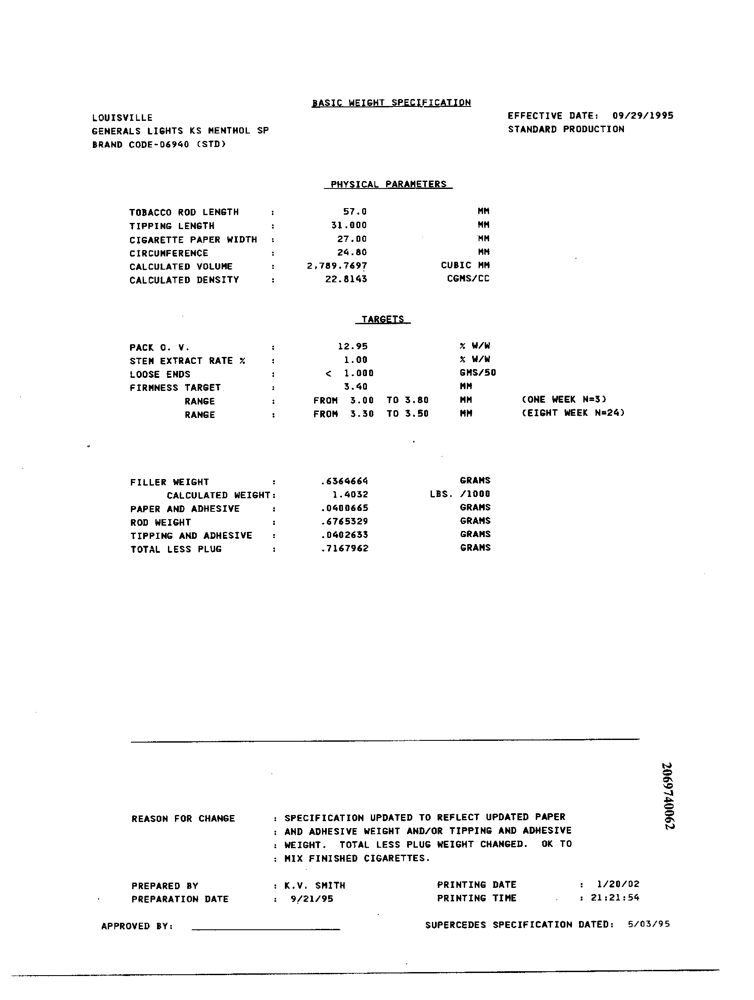 BASIC WEIGHT SPECIFICATION
LOUISVILLE
EFFECTIVE DATE: 09/29/1995
GENERALS LIGHTS KS MENTHOL SP
STANDARD PRODUCTION
BRAND CODE-06940 (STD)
PHYSICAL PARAMETERS
TOBACCO ROD LENGTH : 57.0 MM
TIPPING LENGTH : 31.000 MM
CIGARETTE PAPER WIDTH : 27.00 MM
CIRCUMFERENCE : 24.80 MM
CALCULATED VOLUME : 2,789.7697 CUBIC MM
CALCULATED DENSITY : 22.8143 CGMS/CC
TARGETS
PACK O. V. : 12.95 % W/W
STEM EXTRACT RATE % : 1.00 % W/W
LOOSE ENDS : < 1.000 GMS/50
FIRMNESS TARGET : 3.40 MM
RANGE : FROM 3.00 TO 3.80 MM (ONE WEEK N=3)
RANGE : FROM 3.30 TO 3.50 MM (EIGHT WEEK N=24)
FILLER WEIGHT : .6364664 GRAMS
CALCULATED WEIGHT: 1.4032 LBS. /1000
PAPER AND ADHESIVE : .0400665 GRAMS
ROD WEIGHT : .6765329 GRAMS
TIPPING AND ADHESIVE : .0402633 GRAMS
TOTAL LESS PLUG : .7167962 GRAMS
2069740062
REASON FOR CHANGE : SPECIFICATION UPDATED TO REFLECT UPDATED PAPER
: AND ADHESIVE WEIGHT AND/OR TIPPING AND ADHESIVE
: WEIGHT. TOTAL LESS PLUG WEIGHT CHANGED. OK TO
: MIX FINISHED CIGARETTES.
PREPARED BY : K.V. SMITH PRINTING DATE : 1/20/02
PREPARATION DATE : 9/21/95 PRINTING TIME : 21:21:54
APPROVED BY: SUPERCEDES SPECIFICATION DATED: 5/03/95